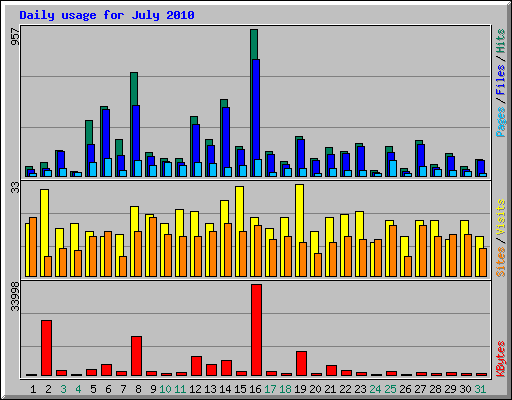 Daily usage for July 2010
957
Pages / Files / Hits
33
Sites / Visits
33998
KBytes
1 2 3 4 5 6 7 8 9 10 11 12 13 14 15 16 17 18 19 20 21 22 23 24 25 26 27 28 29 30 31